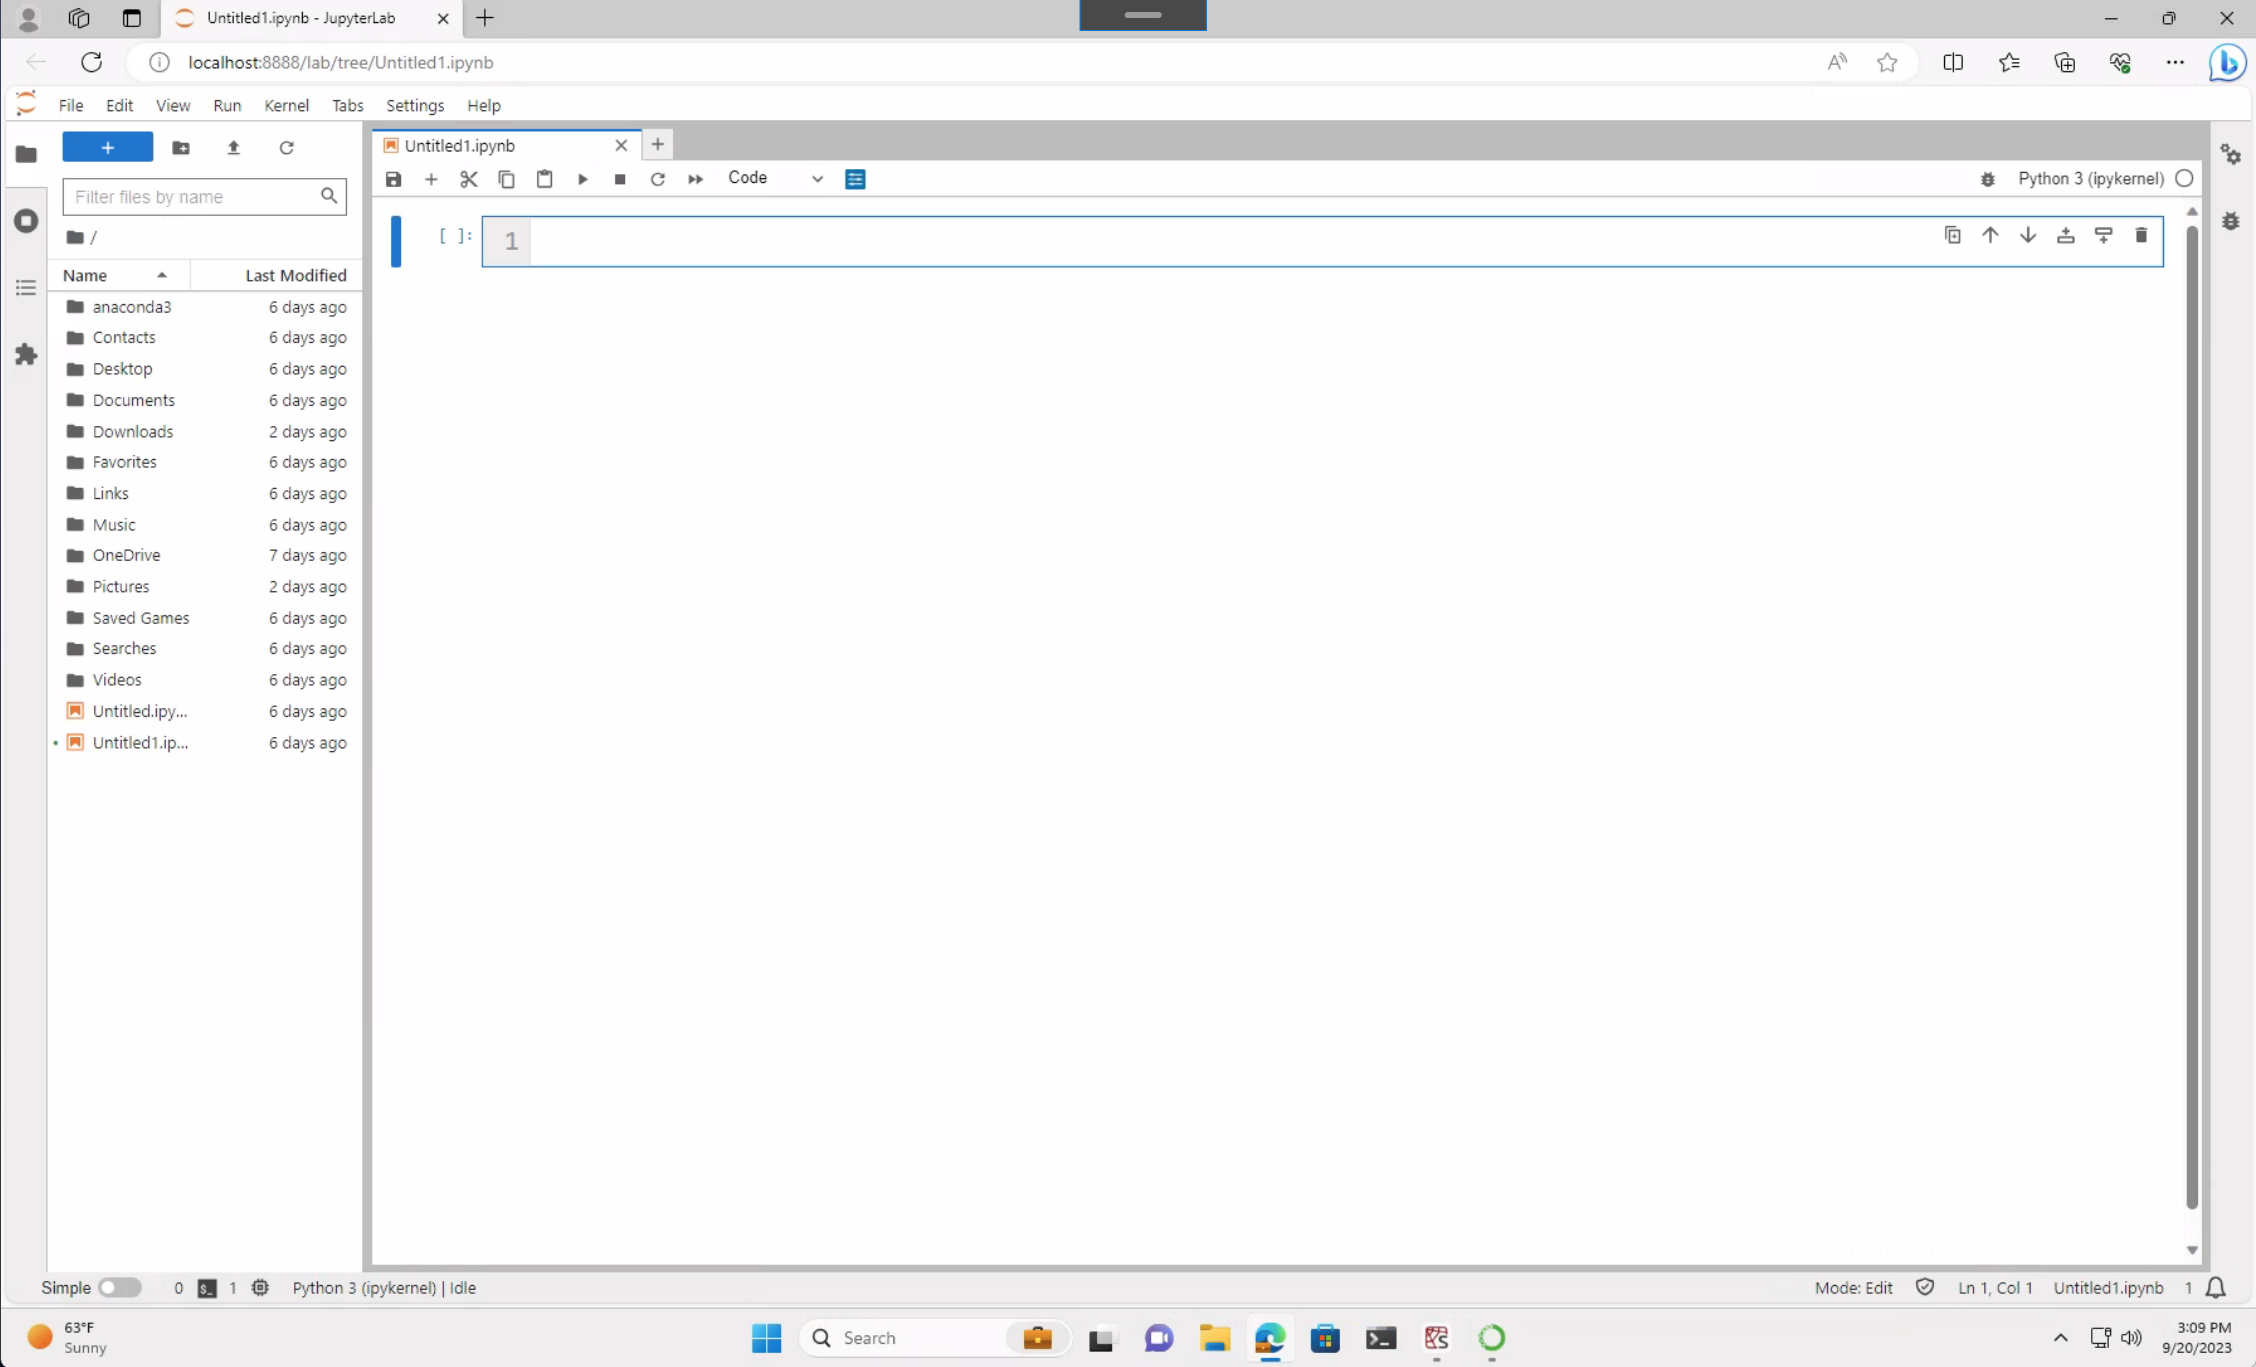 Untitled1.ipynb - JupyterLab
localhost:8888/lab/tree/Untitled1.ipynb
File Edit View Run Kernel Tabs Settings Help
Untitled1.ipynb
Filter files by name
Code
Python 3 (ipykernel)
/
[ ]:
1
Name Last Modified
anaconda3 6 days ago
Contacts 6 days ago
Desktop 6 days ago
Documents 6 days ago
Downloads 2 days ago
Favorites 6 days ago
Links 6 days ago
Music 6 days ago
OneDrive 7 days ago
Pictures 2 days ago
Saved Games 6 days ago
Searches 6 days ago
Videos 6 days ago
Untitled.ipy... 6 days ago
Untitled1.ip... 6 days ago
Simple 0 1 Python 3 (ipykernel) | Idle Mode: Edit Ln 1, Col 1 Untitled1.ipynb 1
63°F
Sunny
Search
3:09 PM
9/20/2023